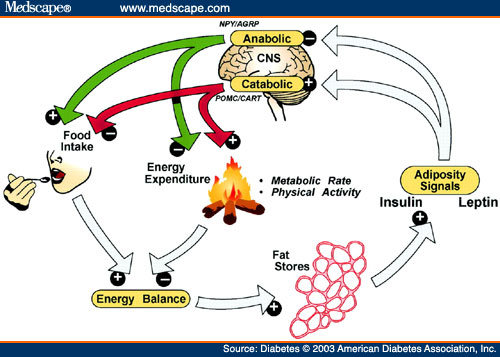 Medscape® www.medscape.com
NPY/AGRP
Anabolic
CNS
Catabolic
POMC/CART
Food
Intake
Energy
Expenditure
• Metabolic Rate
• Physical Activity
Adiposity
Signals
Insulin Leptin
Fat
Stores
Energy Balance
Source: Diabetes © 2003 American Diabetes Association, Inc.